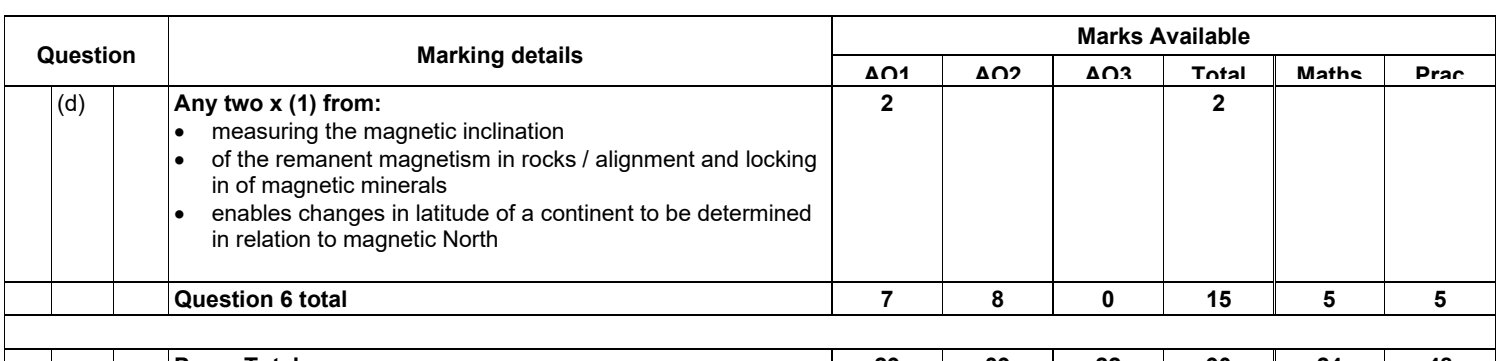 Question Marking details Marks Available
AO1 AO2 AO3 Total Maths Prac
(d) Any two x (1) from: 2 2
• measuring the magnetic inclination
• of the remanent magnetism in rocks / alignment and locking
in of magnetic minerals
• enables changes in latitude of a continent to be determined
in relation to magnetic North
Question 6 total 7 8 0 15 5 5